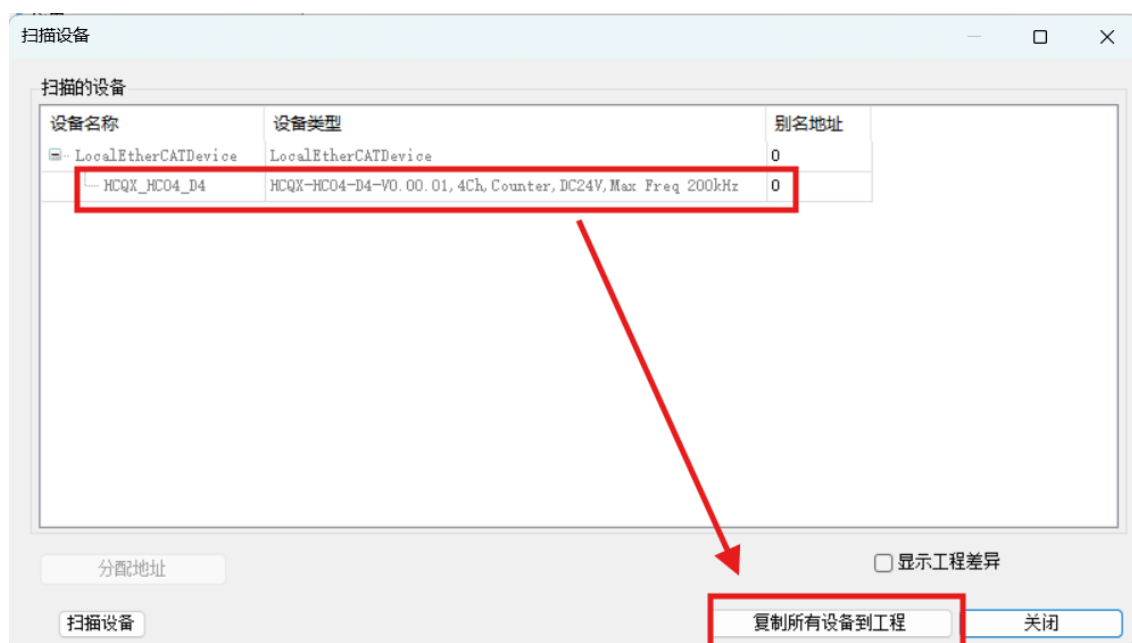 扫描设备
扫描的设备
设备名称 设备类型 别名地址
LocalEtherCATDevice LocalEtherCATDevice 0
HCQX_HC04_D4 HCQX-HC04-D4-V0.00.01,4Ch,Counter,DC24V,Max Freq 200kHz 0
分配地址 显示工程差异
扫描设备 复制所有设备到工程 关闭